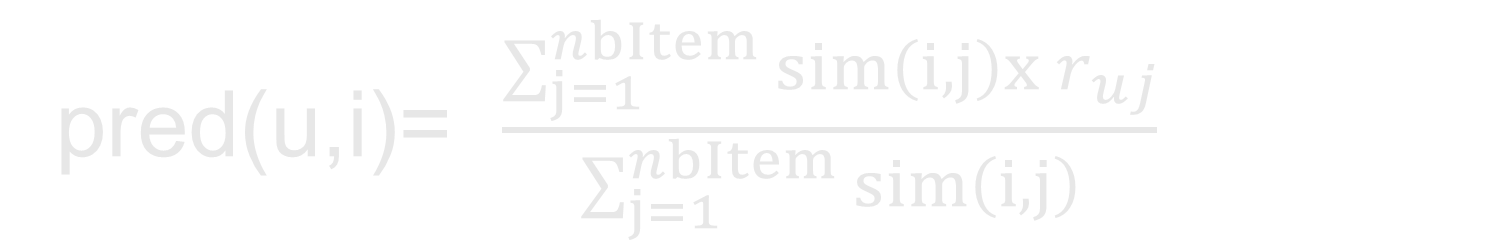 pred(u,i)= ∑_{j=1}^{nbItem} sim(i,j)x r_{uj}
∑_{j=1}^{nbItem} sim(i,j)